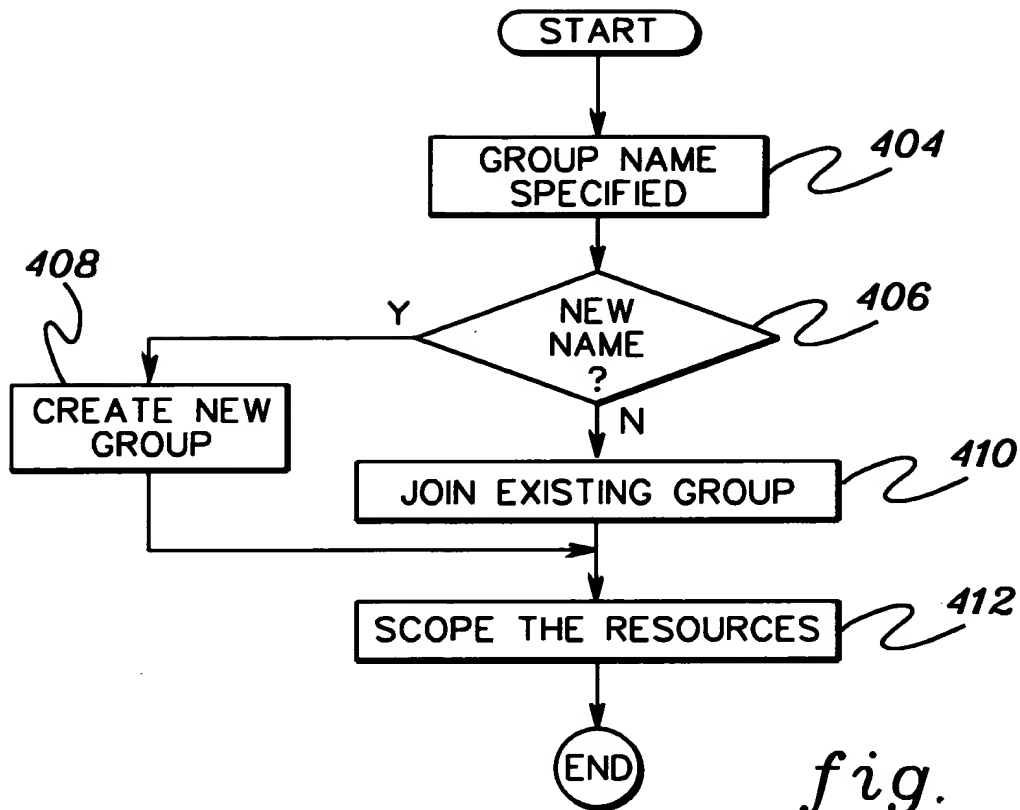 START
GROUP NAME
SPECIFIED
404
NEW
NAME
?
406
Y
408
CREATE NEW
GROUP
N
JOIN EXISTING GROUP
410
SCOPE THE RESOURCES
412
END
fig.